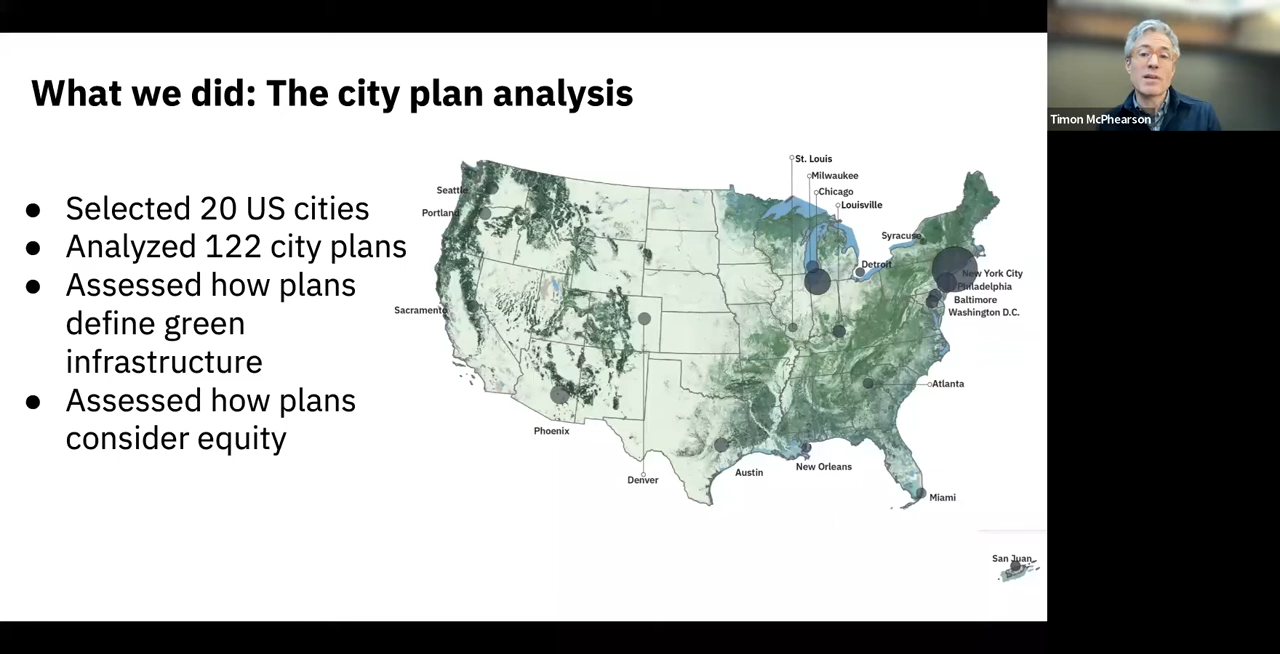 What we did: The city plan analysis
● Selected 20 US cities
● Analyzed 122 city plans
● Assessed how plans
define green
infrastructure
● Assessed how plans
consider equity
St. Louis
Milwaukee
Chicago
Louisville
Seattle
Portland
Syracuse
Detroit
New York City
Philadelphia
Baltimore
Washington D.C.
Sacramento
Atlanta
Phoenix
Denver
Austin
New Orleans
Miami
San Juan
Timon McPhearson